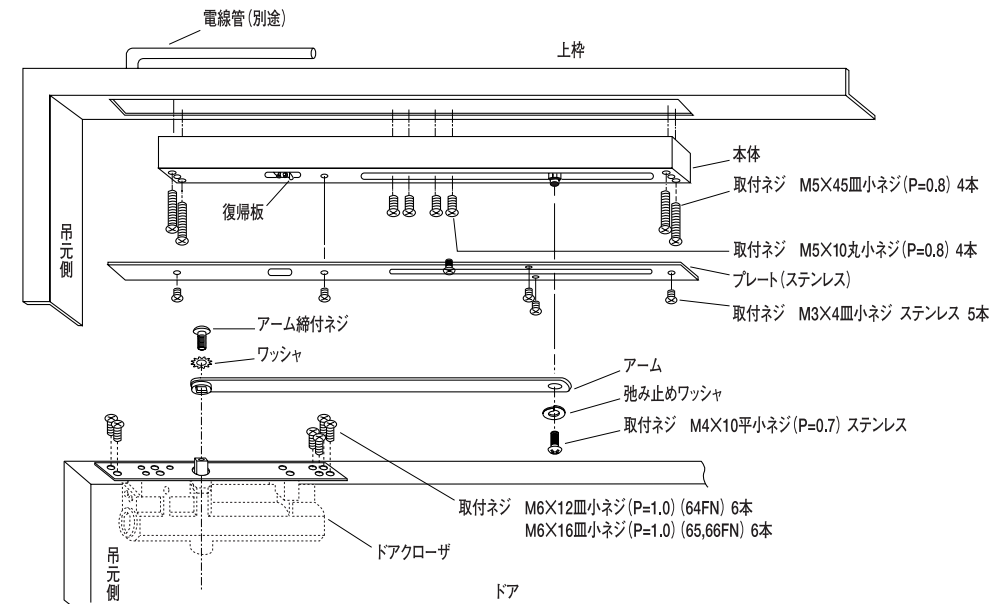 電線管(別途)
上枠
本体
取付ネジ M5×45皿小ネジ(P=0.8) 4本
復帰板
吊元側
取付ネジ M5×10丸小ネジ(P=0.8) 4本
プレート(ステンレス)
取付ネジ M3×4皿小ネジ ステンレス 5本
アーム締付ネジ
ワッシャ
アーム
弛み止めワッシャ
取付ネジ M4×10平小ネジ(P=0.7) ステンレス
取付ネジ M6×12皿小ネジ(P=1.0) (64FN) 6本
M6×16皿小ネジ(P=1.0) (65,66FN) 6本
ドアクローザ
吊元側
ドア